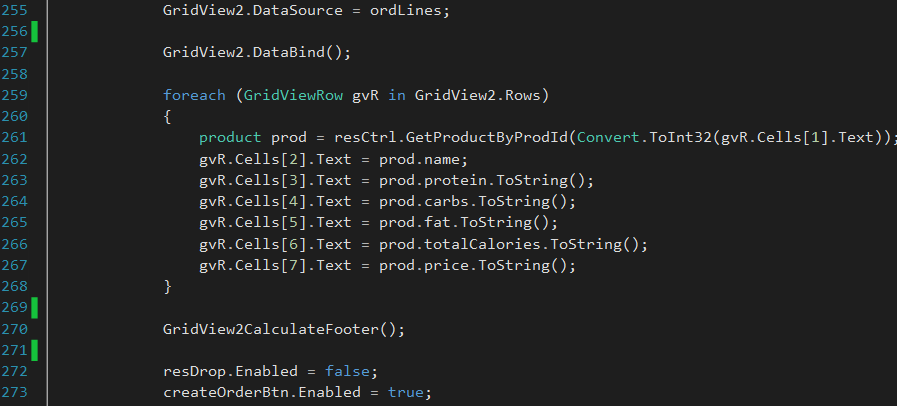 255 GridView2.DataSource = ordLines;
256
257 GridView2.DataBind();
258
259 foreach (GridViewRow gvR in GridView2.Rows)
260 {
261 product prod = resCtrl.GetProductByProdId(Convert.ToInt32(gvR.Cells[1].Text));
262 gvR.Cells[2].Text = prod.name;
263 gvR.Cells[3].Text = prod.protein.ToString();
264 gvR.Cells[4].Text = prod.carbs.ToString();
265 gvR.Cells[5].Text = prod.fat.ToString();
266 gvR.Cells[6].Text = prod.totalCalories.ToString();
267 gvR.Cells[7].Text = prod.price.ToString();
268 }
269
270 GridView2CalculateFooter();
271
272 resDrop.Enabled = false;
273 createOrderBtn.Enabled = true;